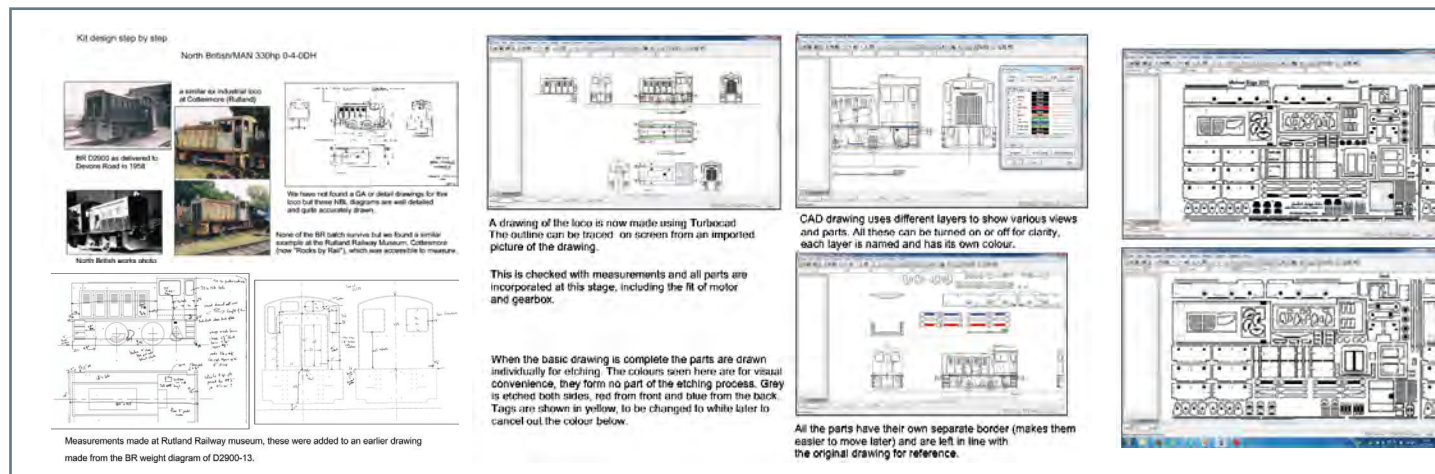 Kit design step by step
North British/MAN 330hp 0-4-0DH
a similar ex industrial loco
at Cottesmore (Rutland)
BR D2900 as delivered to
Devons Road in 1958
We have not found a GA or detail drawings for this
loco but these NBL diagrams are well detailed
and quite accurately drawn.
None of the BR batch survive but we found a similar
example at the Rutland Railway Museum, Cottesmore
(now "Rocks by Rail"), which was accessible to measure.
North British works photo
Measurements made at Rutland Railway museum, these were added to an earlier drawing
made from the BR weight diagram of D2900-13.
A drawing of the loco is now made using Turbocad
The outline can be traced on screen from an imported
picture of the drawing.
This is checked with measurements and all parts are
incorporated at this stage, including the fit of motor
and gearbox.
When the basic drawing is complete the parts are drawn
individually for etching. The colours seen here are for visual
convenience, they form no part of the etching process. Grey
is etched both sides, red from front and blue from the back.
Tags are shown in yellow, to be changed to white later to
cancel out the colour below.
CAD drawing uses different layers to show various views
and parts. All these can be turned on or off for clarity,
each layer is named and has its own colour.
All the parts have their own separate border (makes them
easier to move later) and are left in line with
the original drawing for reference.